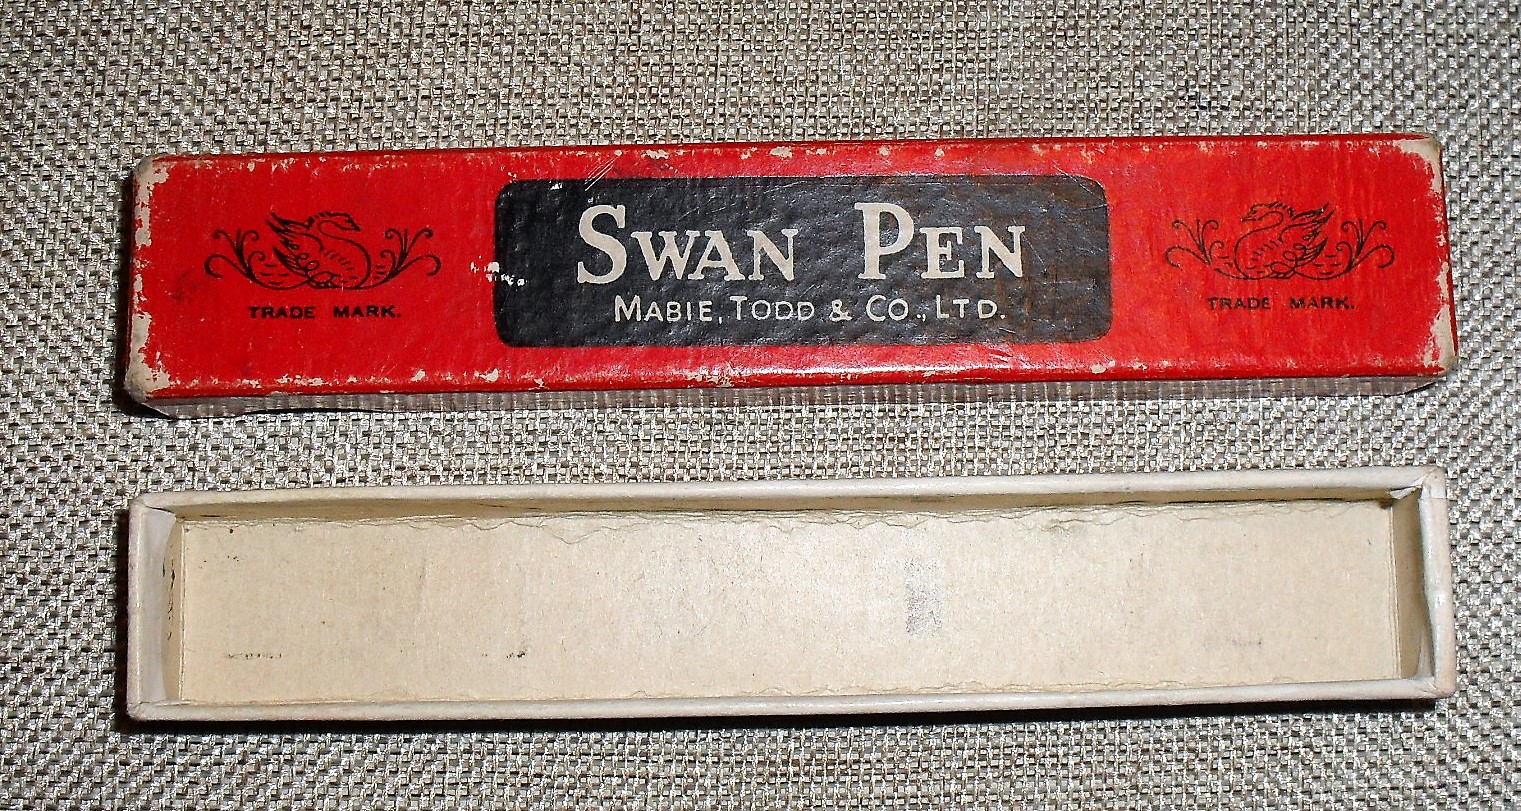 SWAN PEN
MABIE, TODD & CO., LTD.
TRADE MARK.
TRADE MARK.